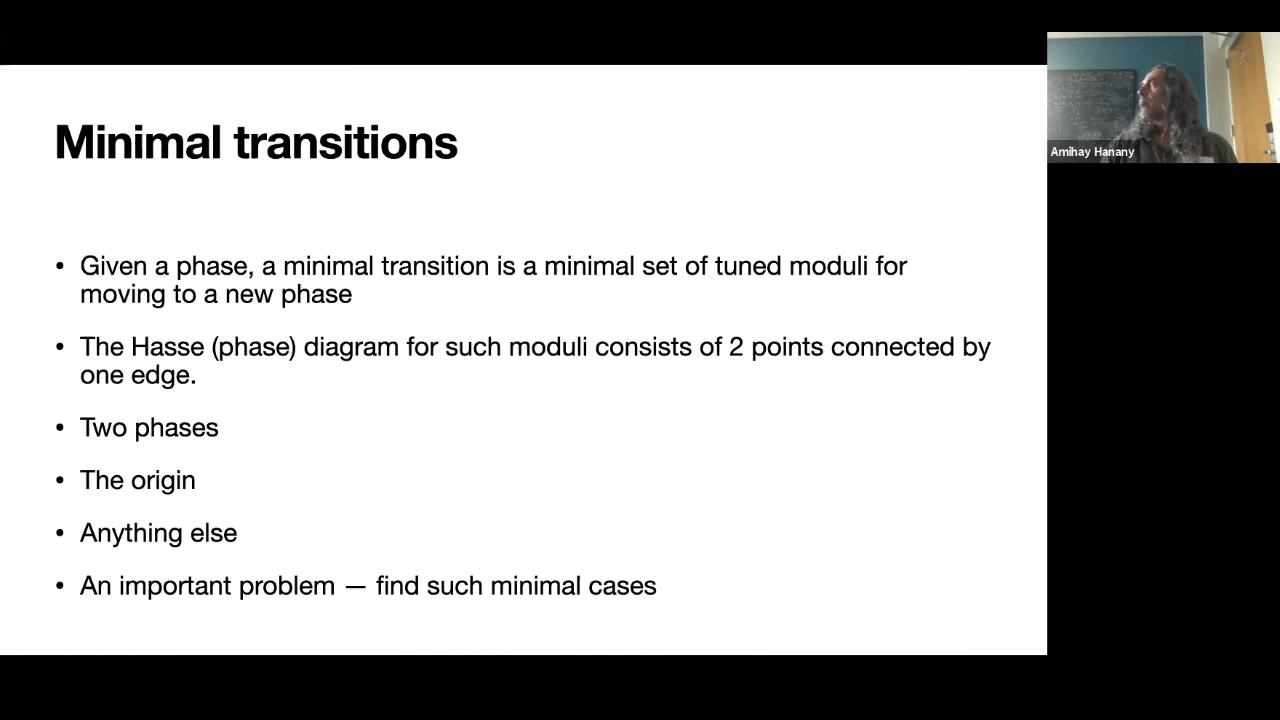 Minimal transitions
• Given a phase, a minimal transition is a minimal set of tuned moduli for
moving to a new phase
• The Hasse (phase) diagram for such moduli consists of 2 points connected by
one edge.
• Two phases
• The origin
• Anything else
• An important problem — find such minimal cases
Amihay Hanany